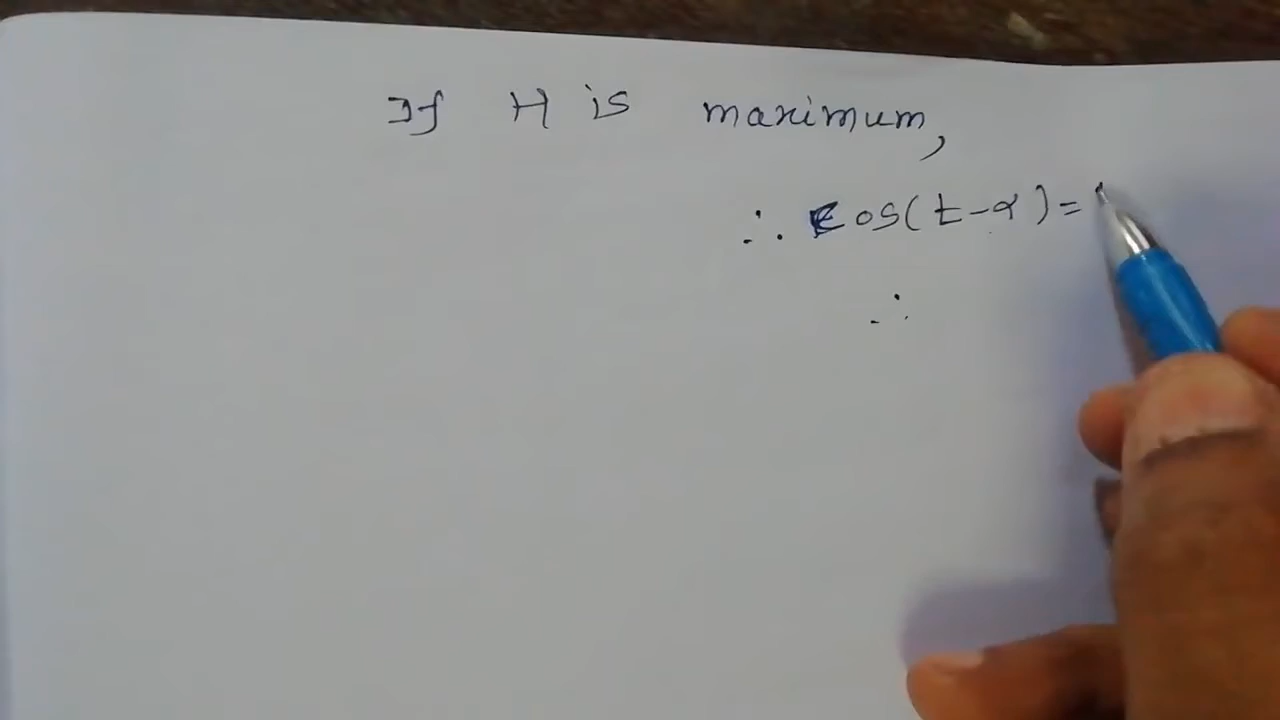 If H is maximum,
∴ cos(t-α)=
∴